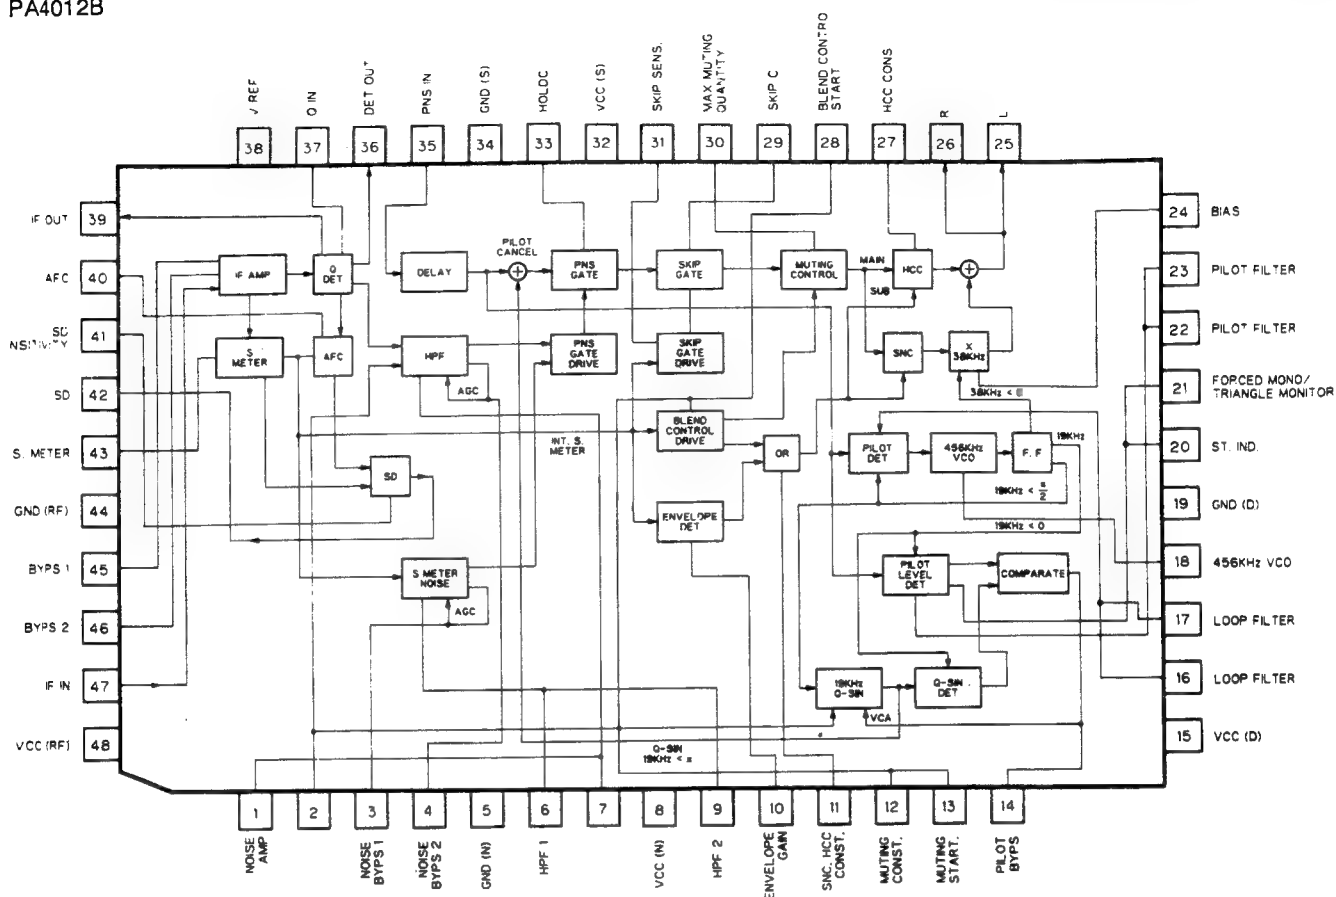 PA4012B
V REF
Q IN
DET OUT
PNS IN
GND (S)
HOLDC
VCC (S)
SKIP SENS.
MAX MUTING
QUANTITY
SKIP C
BLEND CONTRO
START
HCC CONS
R
L
38
37
36
35
34
33
32
31
30
29
28
27
26
25
IF OUT
39
AFC
40
SD
NSITIVITY
41
SD
42
S. METER
43
GND (RF)
44
BYPS 1
45
BYPS 2
46
IF IN
47
VCC (RF)
48
24
BIAS
23
PILOT FILTER
22
PILOT FILTER
21
FORCED MONO/
TRIANGLE MONITOR
20
ST. IND.
19
GND (D)
18
456KHz VCO
17
LOOP FILTER
16
LOOP FILTER
15
VCC (D)
IF AMP
Q
DET
DELAY
PILOT
CANCEL
PNS
GATE
SKIP
GATE
MUTING
CONTROL
MAIN
SUB
HCC
S.
METER
AFC
HPF
AGC
PNS
GATE
DRIVE
SKIP
GATE
DRIVE
SNC
X
38KHz
38KHz <
BLEND
CONTROL
DRIVE
INT. S.
METER
OR
PILOT
DET
456KHz
VCO
F. F
19KHz
19KHz < π/2
19KHz < 0
SD
ENVELOPE
DET
S METER
NOISE
AGC
PILOT
LEVEL
DET
COMPARATE
19KHz
Q-SIN
VCA
Q-SIN
DET
Q-SIN
19KHz < π
1
2
3
4
5
6
7
8
9
10
11
12
13
14
NOISE
AMP
NOISE
BYPS 1
NOISE
BYPS 2
GND (N)
HPF 1
VCC (N)
HPF 2
ENVELOPE
GAIN
SNC. HCC
CONST.
MUTING
CONST.
MUTING
START.
PILOT
BYPS